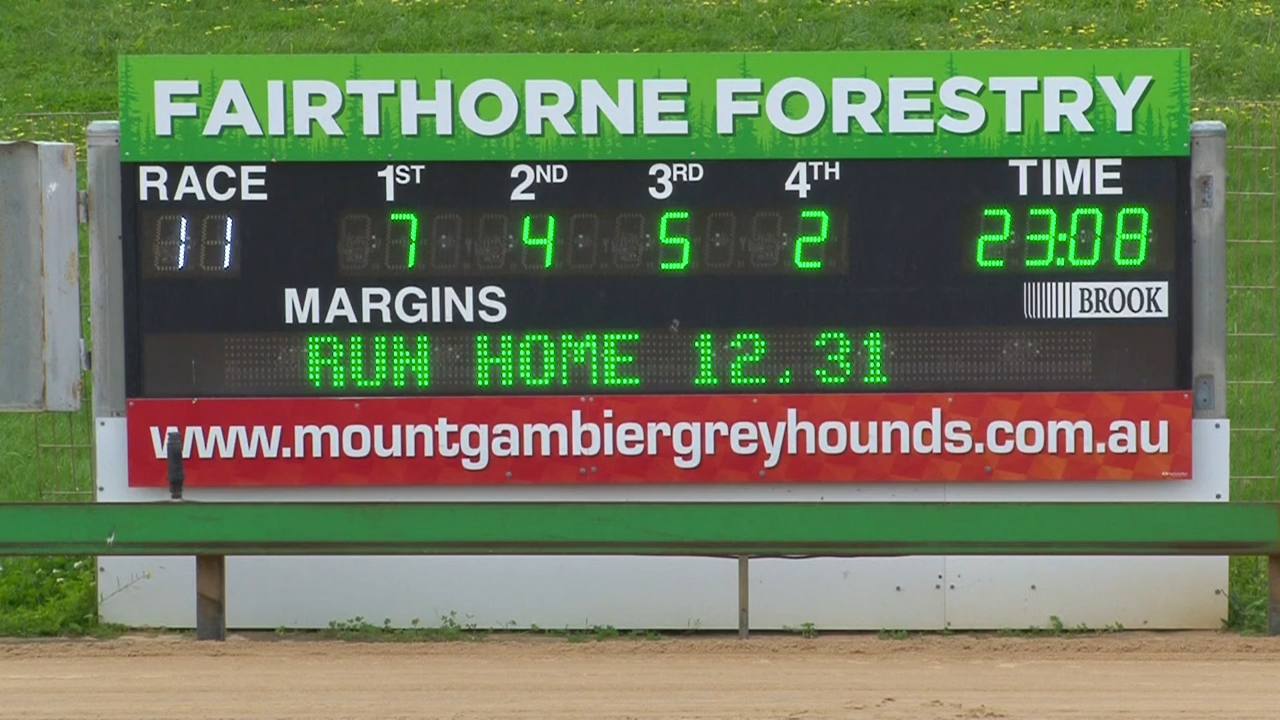 FAIRTHORNE FORESTRY
RACE 1ST 2ND 3RD 4TH TIME
11 7 4 5 2 23:08
MARGINS BROOK
RUN HOME 12.31
www.mountgambiergreyhounds.com.au